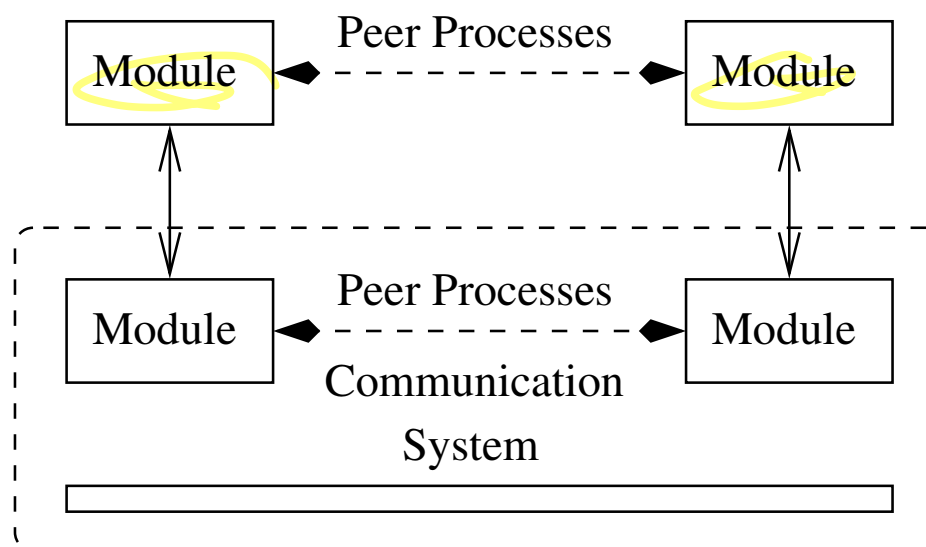 Peer Processes
Module Module
Peer Processes
Module Module
Communication
System